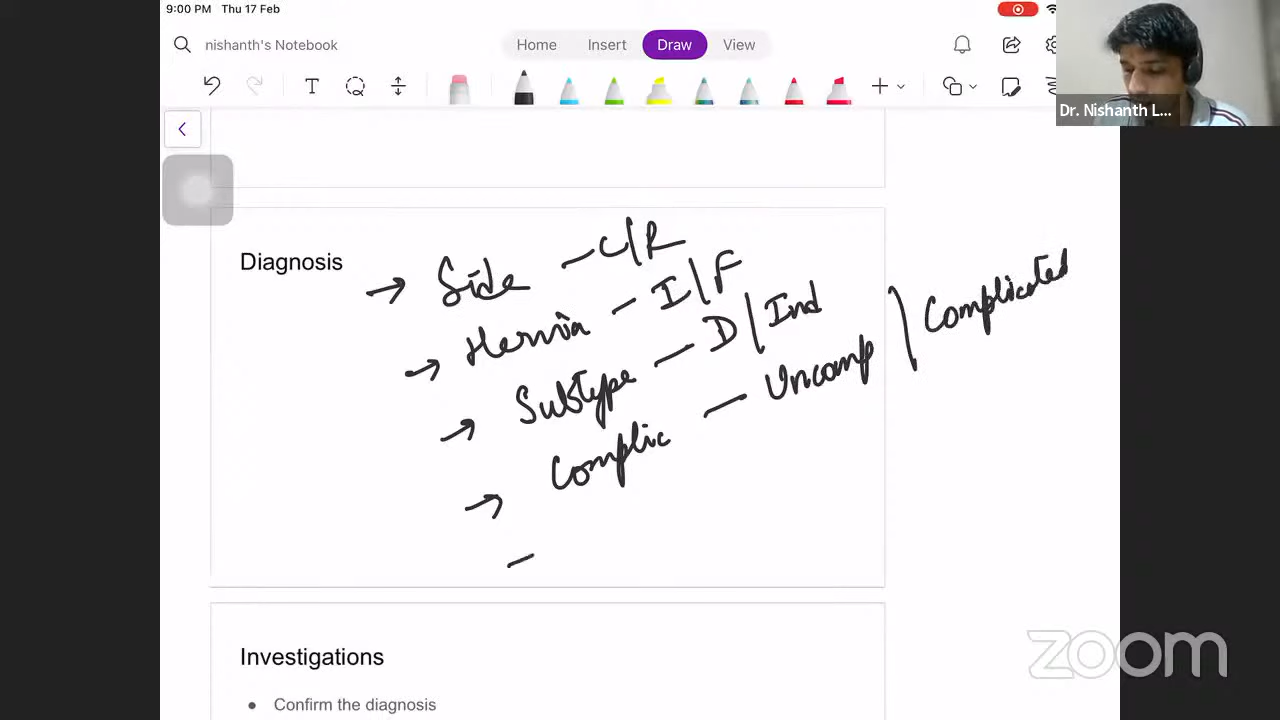 9:00 PM Thu 17 Feb
nishanth's Notebook
Home Insert Draw View
Dr. Nishanth L...
Diagnosis
→ Side - L/R
→ Hernia - I/F
→ Subtype - D/Ind
→ Complic - Uncomp / Complicated
-
Investigations
● Confirm the diagnosis
zoom